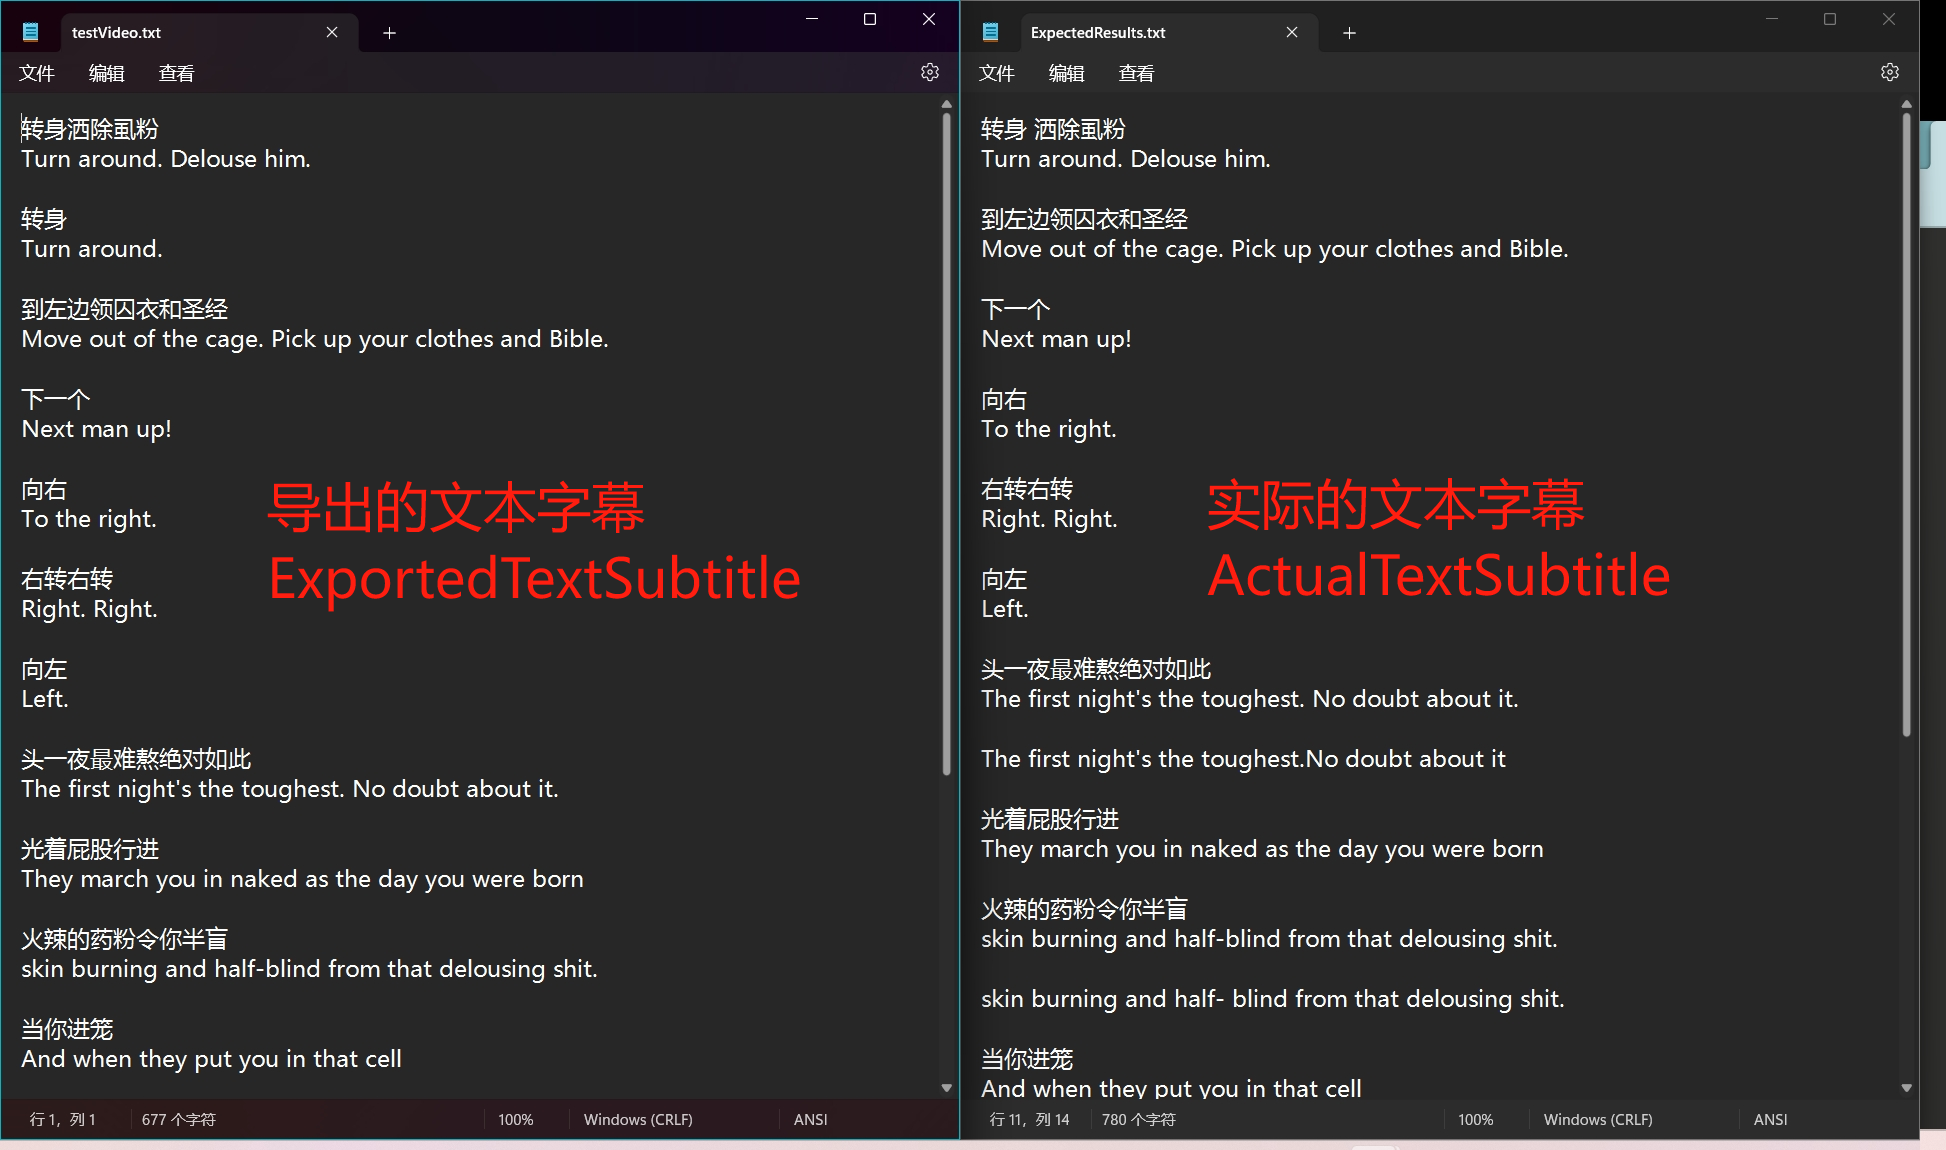 testVideo.txt
文件 编辑 查看
转身洒除虱粉
Turn around. Delouse him.
转身
Turn around.
到左边领囚衣和圣经
Move out of the cage. Pick up your clothes and Bible.
下一个
Next man up!
向右
To the right.
右转右转
Right. Right.
向左
Left.
头一夜最难熬绝对如此
The first night's the toughest. No doubt about it.
光着屁股行进
They march you in naked as the day you were born
火辣的药粉令你半盲
skin burning and half-blind from that delousing shit.
当你进笼
And when they put you in that cell
导出的文本字幕
ExportedTextSubtitle
行 1，列 1 677 个字符 100% Windows (CRLF) ANSI
ExpectedResults.txt
文件 编辑 查看
转身 洒除虱粉
Turn around. Delouse him.
到左边领囚衣和圣经
Move out of the cage. Pick up your clothes and Bible.
下一个
Next man up!
向右
To the right.
右转右转
Right. Right.
向左
Left.
头一夜最难熬绝对如此
The first night's the toughest. No doubt about it.
The first night's the toughest.No doubt about it
光着屁股行进
They march you in naked as the day you were born
火辣的药粉令你半盲
skin burning and half-blind from that delousing shit.
skin burning and half- blind from that delousing shit.
当你进笼
And when they put you in that cell
实际的文本字幕
ActualTextSubtitle
行 11，列 14 780 个字符 100% Windows (CRLF) ANSI